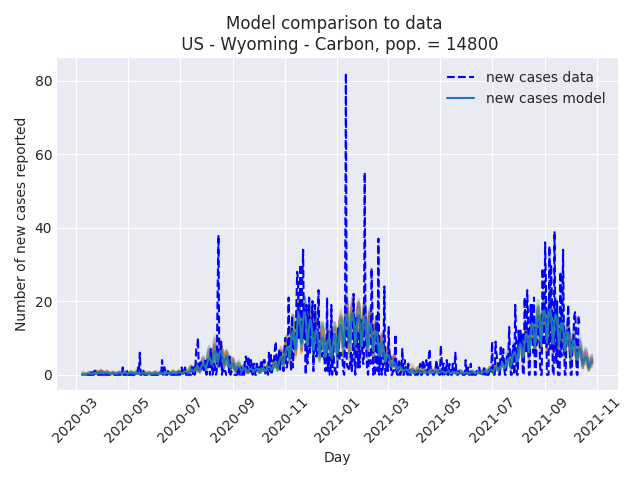 Model comparison to data
US - Wyoming - Carbon, pop. = 14800
new cases data
new cases model
Number of new cases reported
80
60
40
20
0
2020-03
2020-05
2020-07
2020-09
2020-11
2021-01
2021-03
2021-05
2021-07
2021-09
2021-11
Day